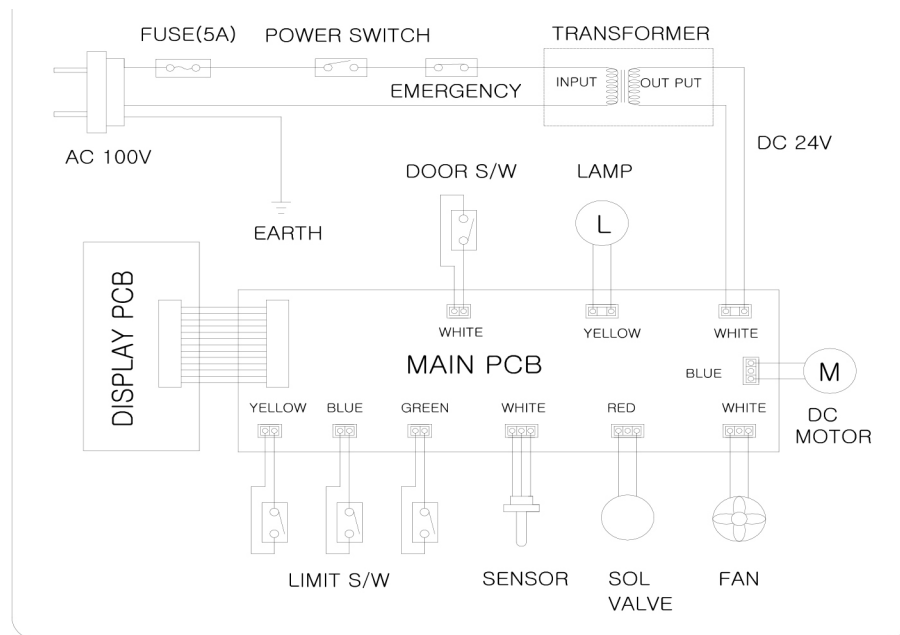 FUSE(5A)
POWER SWITCH
TRANSFORMER
INPUT
OUT PUT
EMERGENCY
AC 100V
DC 24V
EARTH
DOOR S/W
LAMP
L
DISPLAY PCB
WHITE
YELLOW
WHITE
MAIN PCB
BLUE
M
DC
MOTOR
YELLOW
BLUE
GREEN
WHITE
RED
WHITE
LIMIT S/W
SENSOR
SOL
VALVE
FAN